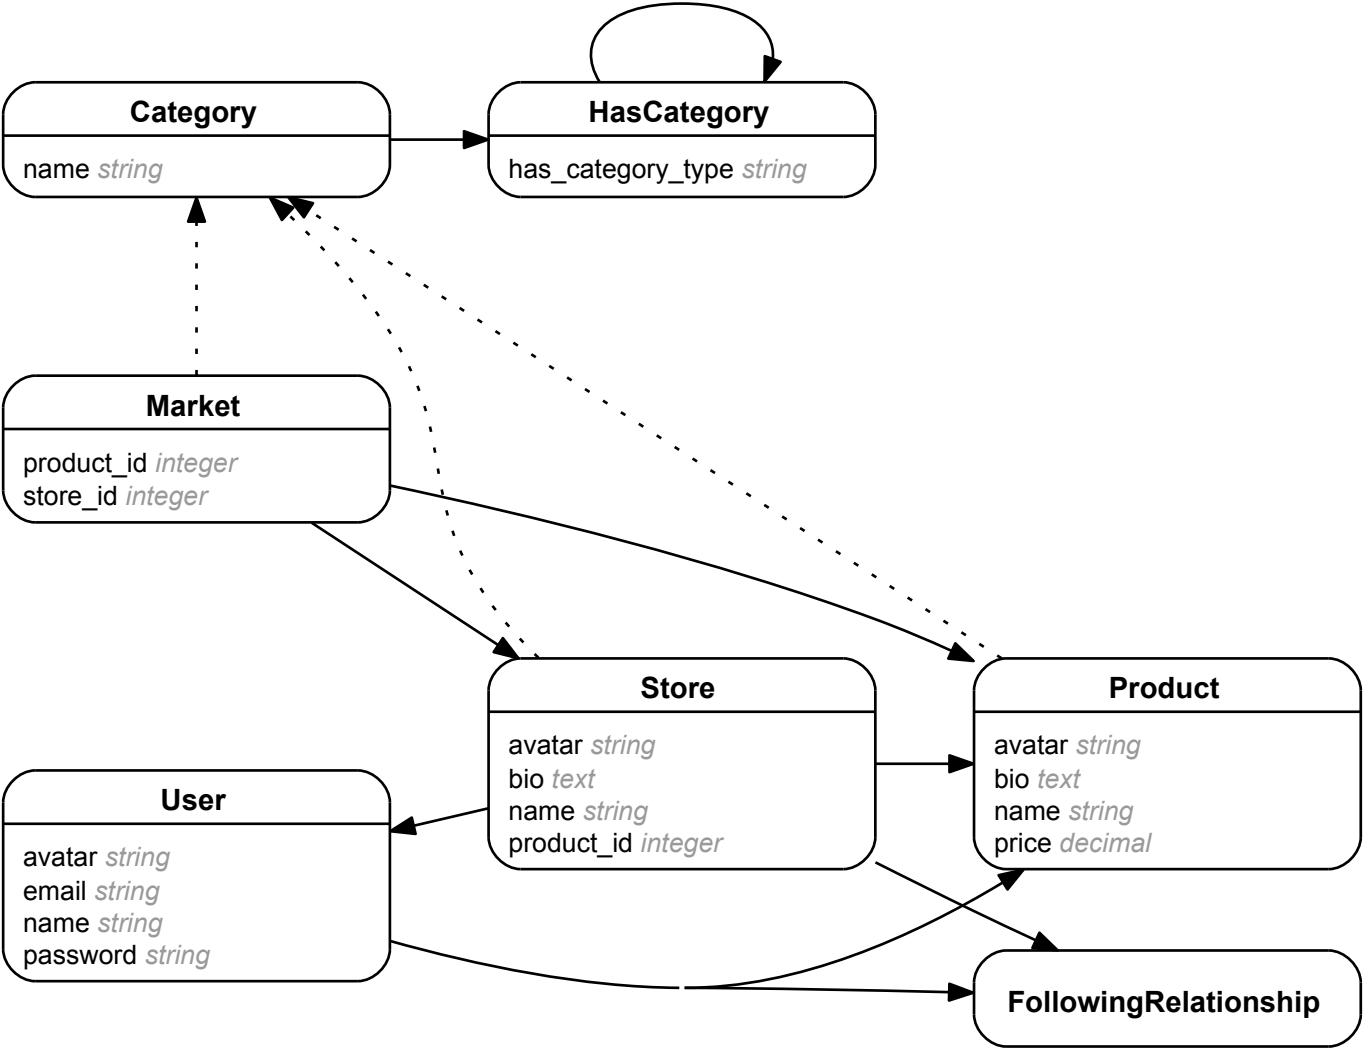 Category
name string
HasCategory
has_category_type string
Market
product_id integer
store_id integer
Store
avatar string
bio text
name string
product_id integer
Product
avatar string
bio text
name string
price decimal
User
avatar string
email string
name string
password string
FollowingRelationship